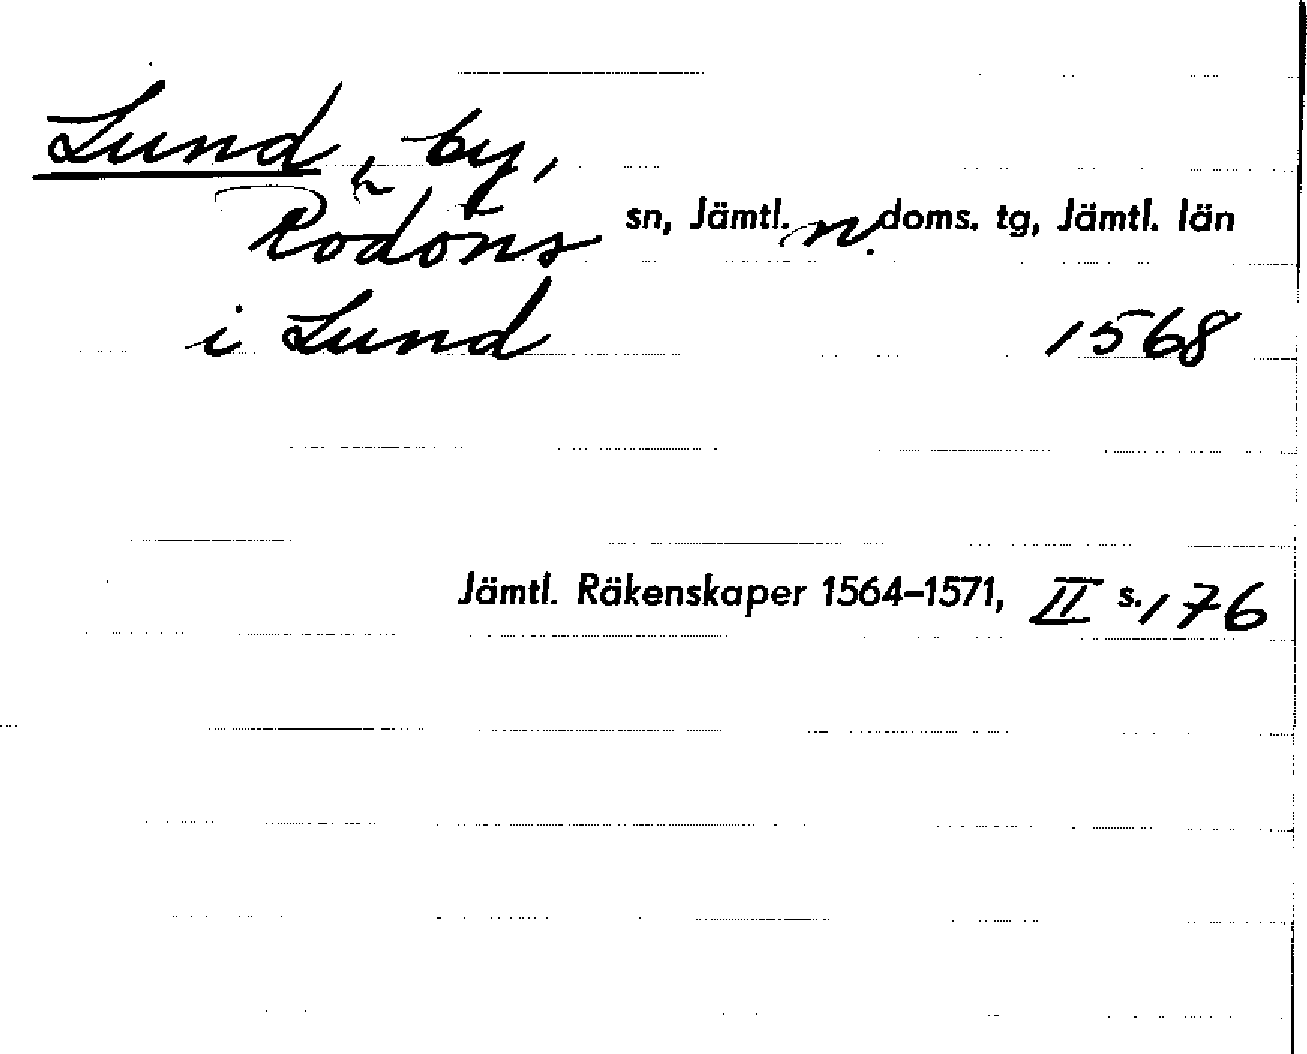 Lund, by,
Rödöns sn, Jämtl. n. doms. tg, Jämtl. län
i Lund 1568
Jämtl. Räkenskaper 1564–1571, II s. 176